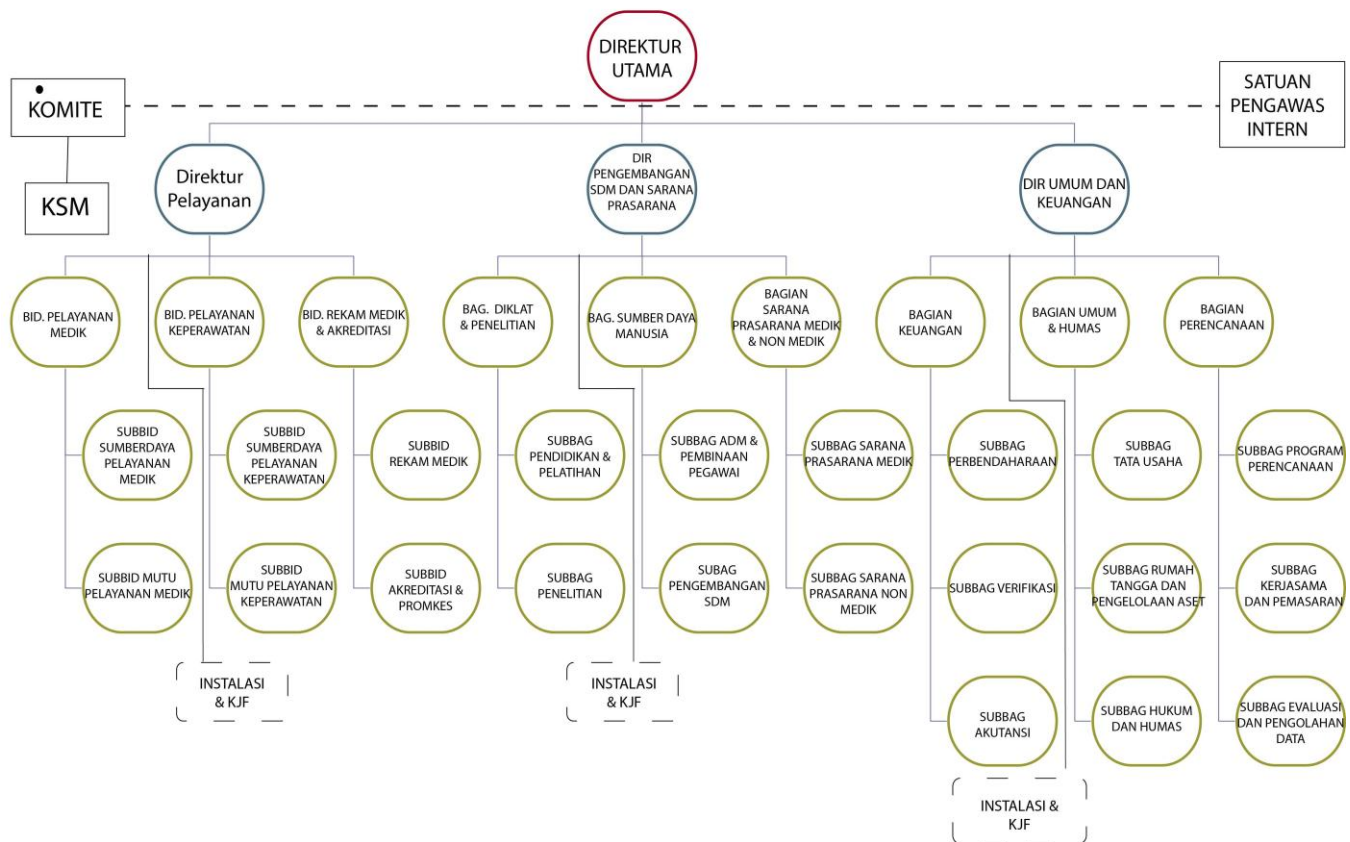 DIREKTUR
UTAMA
KOMITE
SATUAN
PENGAWAS
INTERN
KSM
Direktur
Pelayanan
DIR
PENGEMBANGAN
SDM DAN SARANA
PRASARANA
DIR UMUM DAN
KEUANGAN
BID. PELAYANAN
MEDIK
BID. PELAYANAN
KEPERAWATAN
BID. REKAM MEDIK
& AKREDITASI
BAG. DIKLAT
& PENELITIAN
BAG. SUMBER DAYA
MANUSIA
BAGIAN
SARANA
PRASARANA MEDIK
& NON MEDIK
BAGIAN
KEUANGAN
BAGIAN UMUM
& HUMAS
BAGIAN
PERENCANAAN
SUBBID
SUMBERDAYA
PELAYANAN
MEDIK
SUBBID
SUMBERDAYA
PELAYANAN
KEPERAWATAN
SUBBID
REKAM MEDIK
SUBBAG
PENDIDIKAN &
PELATIHAN
SUBBAG ADM &
PEMBINAAN
PEGAWAI
SUBBAG SARANA
PRASARANA MEDIK
SUBBAG
PERBENDAHARAAN
SUBBAG
TATA USAHA
SUBBAG PROGRAM
PERENCANAAN
SUBBID MUTU
PELAYANAN MEDIK
SUBBID
MUTU PELAYANAN
KEPERAWATAN
SUBBID
AKREDITASI &
PROMKES
SUBBAG
PENELITIAN
SUBAG
PENGEMBANGAN
SDM
SUBBAG SARANA
PRASARANA NON
MEDIK
SUBBAG VERIFIKASI
SUBBAG RUMAH
TANGGA DAN
PENGELOLAAN ASET
SUBBAG
KERJASAMA
DAN PEMASARAN
INSTALASI
& KJF
INSTALASI
& KJF
SUBBAG
AKUTANSI
SUBBAG HUKUM
DAN HUMAS
SUBBAG EVALUASI
DAN PENGOLAHAN
DATA
INSTALASI &
KJF